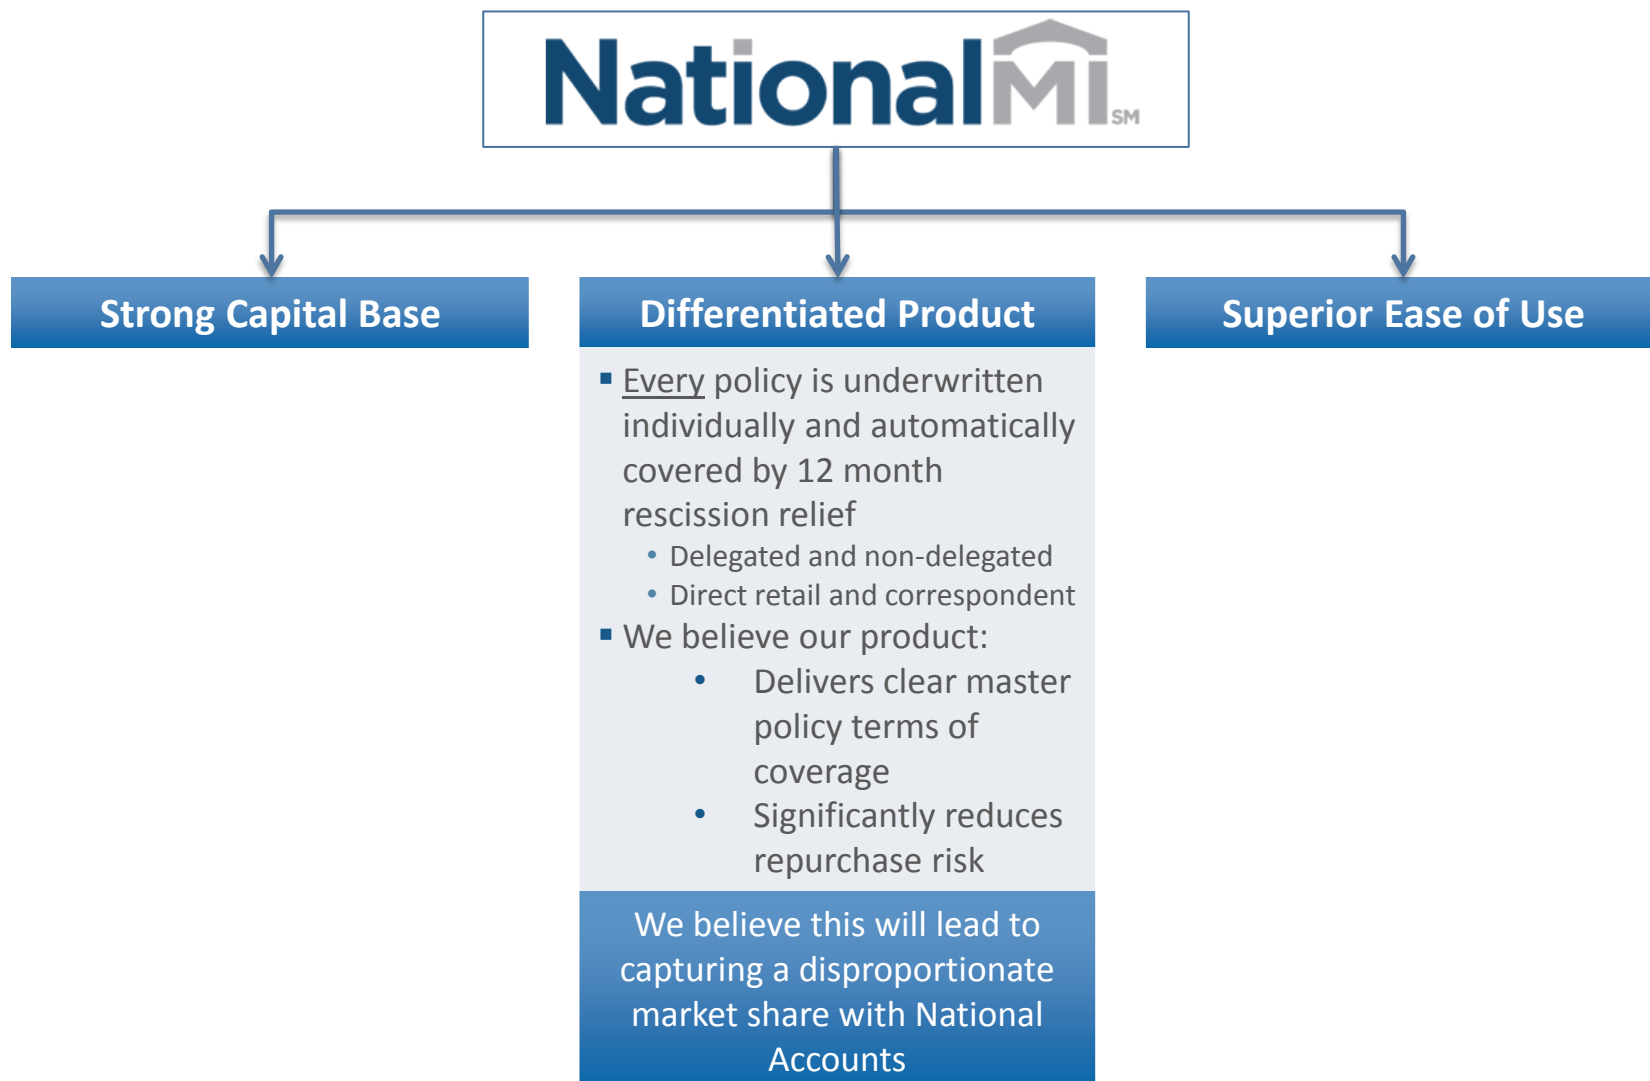 NationalMI SM
Strong Capital Base
Differentiated Product
Superior Ease of Use
▪ Every policy is underwritten
individually and automatically
covered by 12 month
rescission relief
• Delegated and non-delegated
• Direct retail and correspondent
▪ We believe our product:
• Delivers clear master
policy terms of
coverage
• Significantly reduces
repurchase risk
We believe this will lead to
capturing a disproportionate
market share with National
Accounts